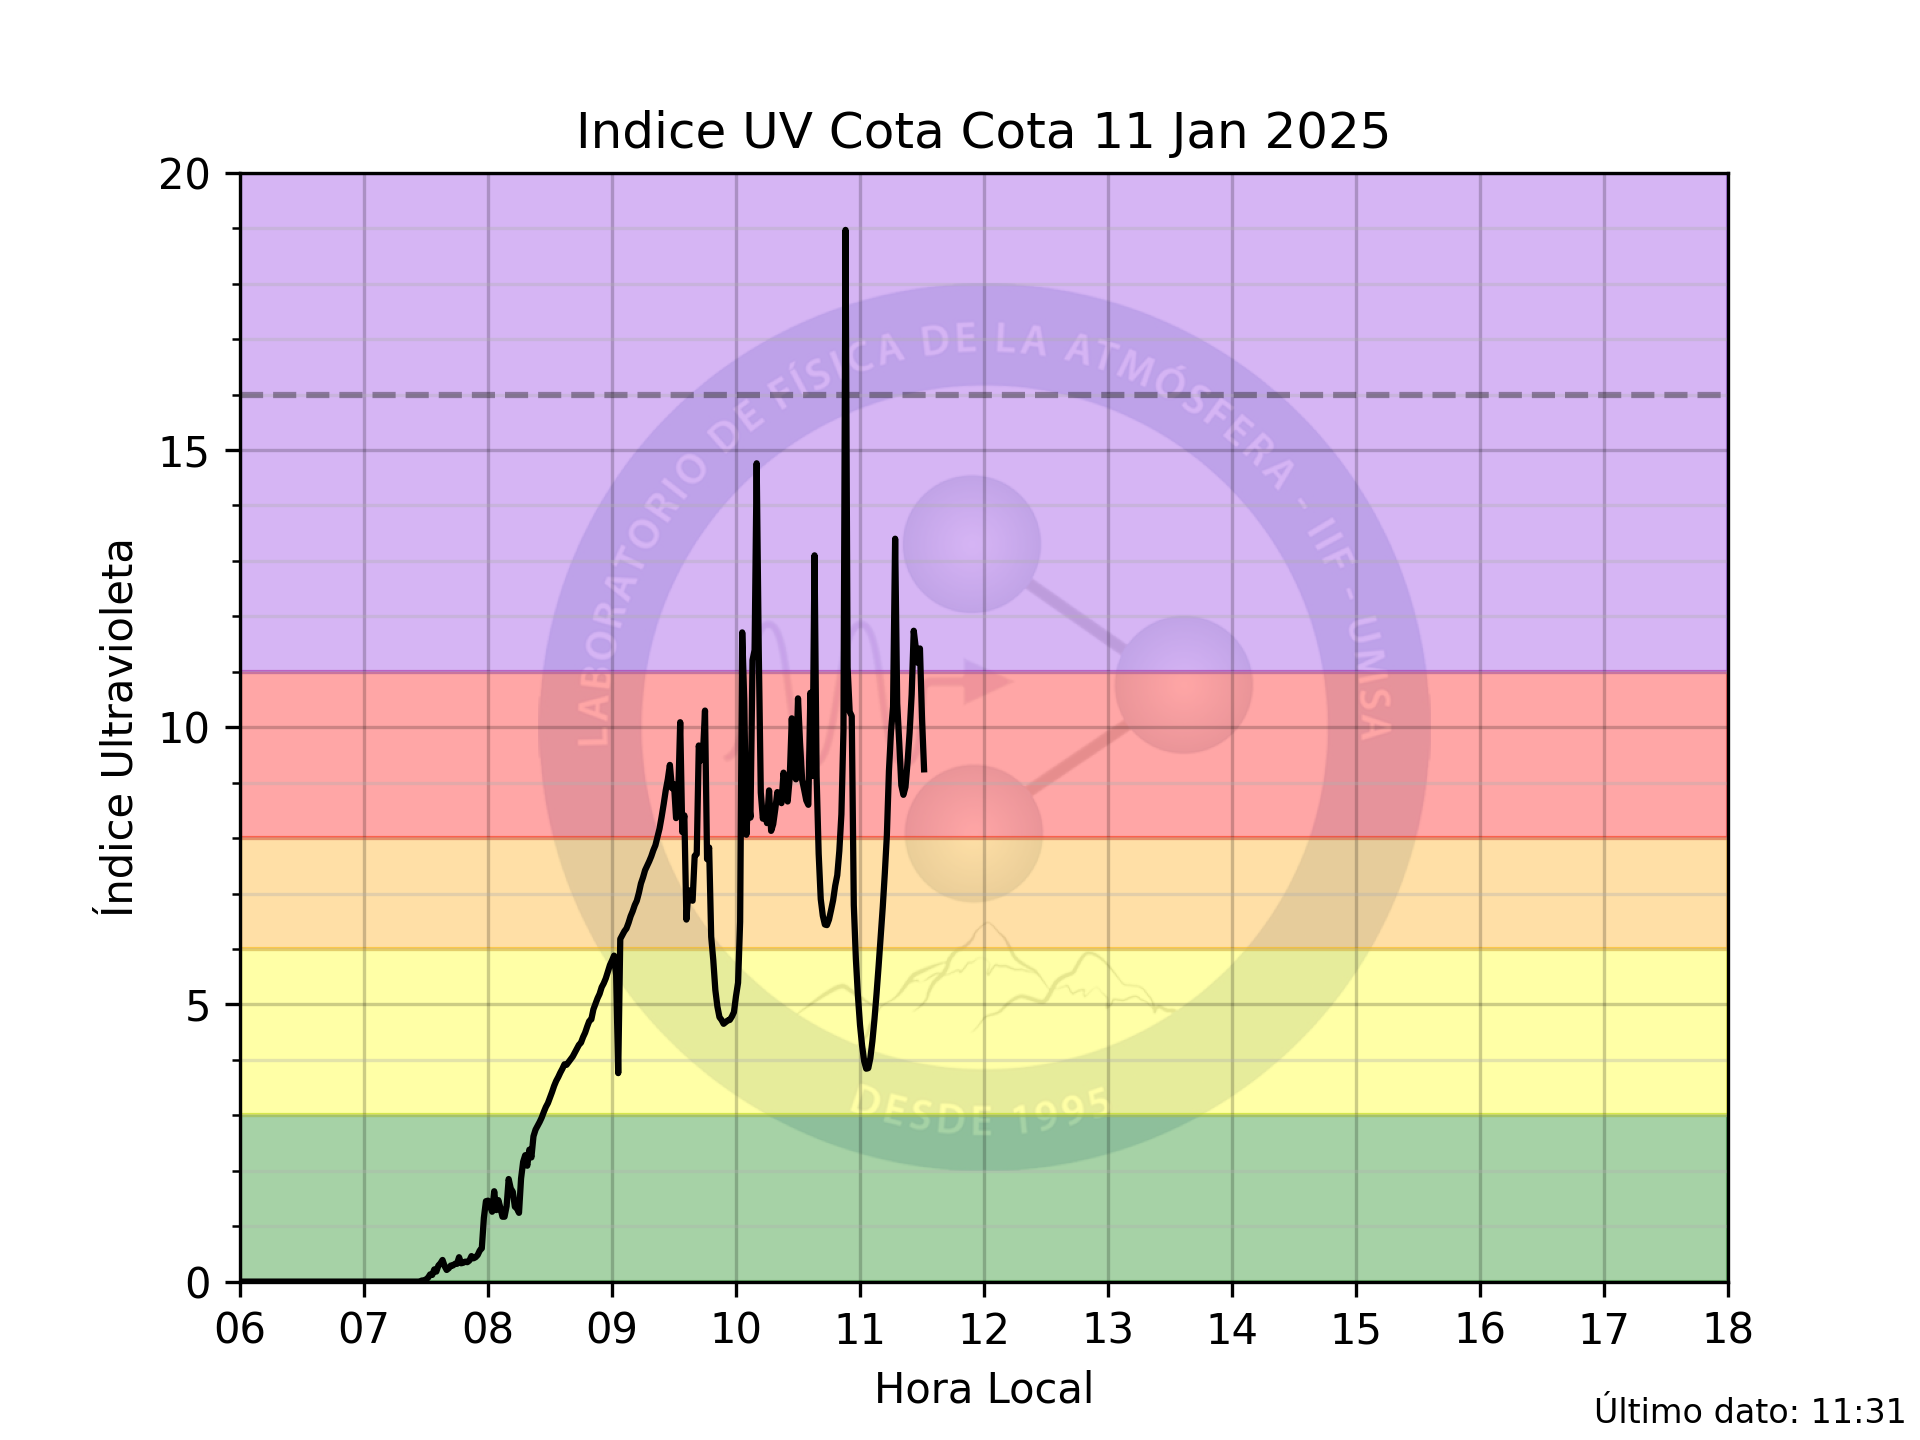 Indice UV Cota Cota 11 Jan 2025
20
15
10
5
0
Índice Ultravioleta
LABORATORIO DE FÍSICA DE LA ATMÓSFERA - IIF - UMSA
DESDE 1995
06 07 08 09 10 11 12 13 14 15 16 17 18
Hora Local
Último dato: 11:31